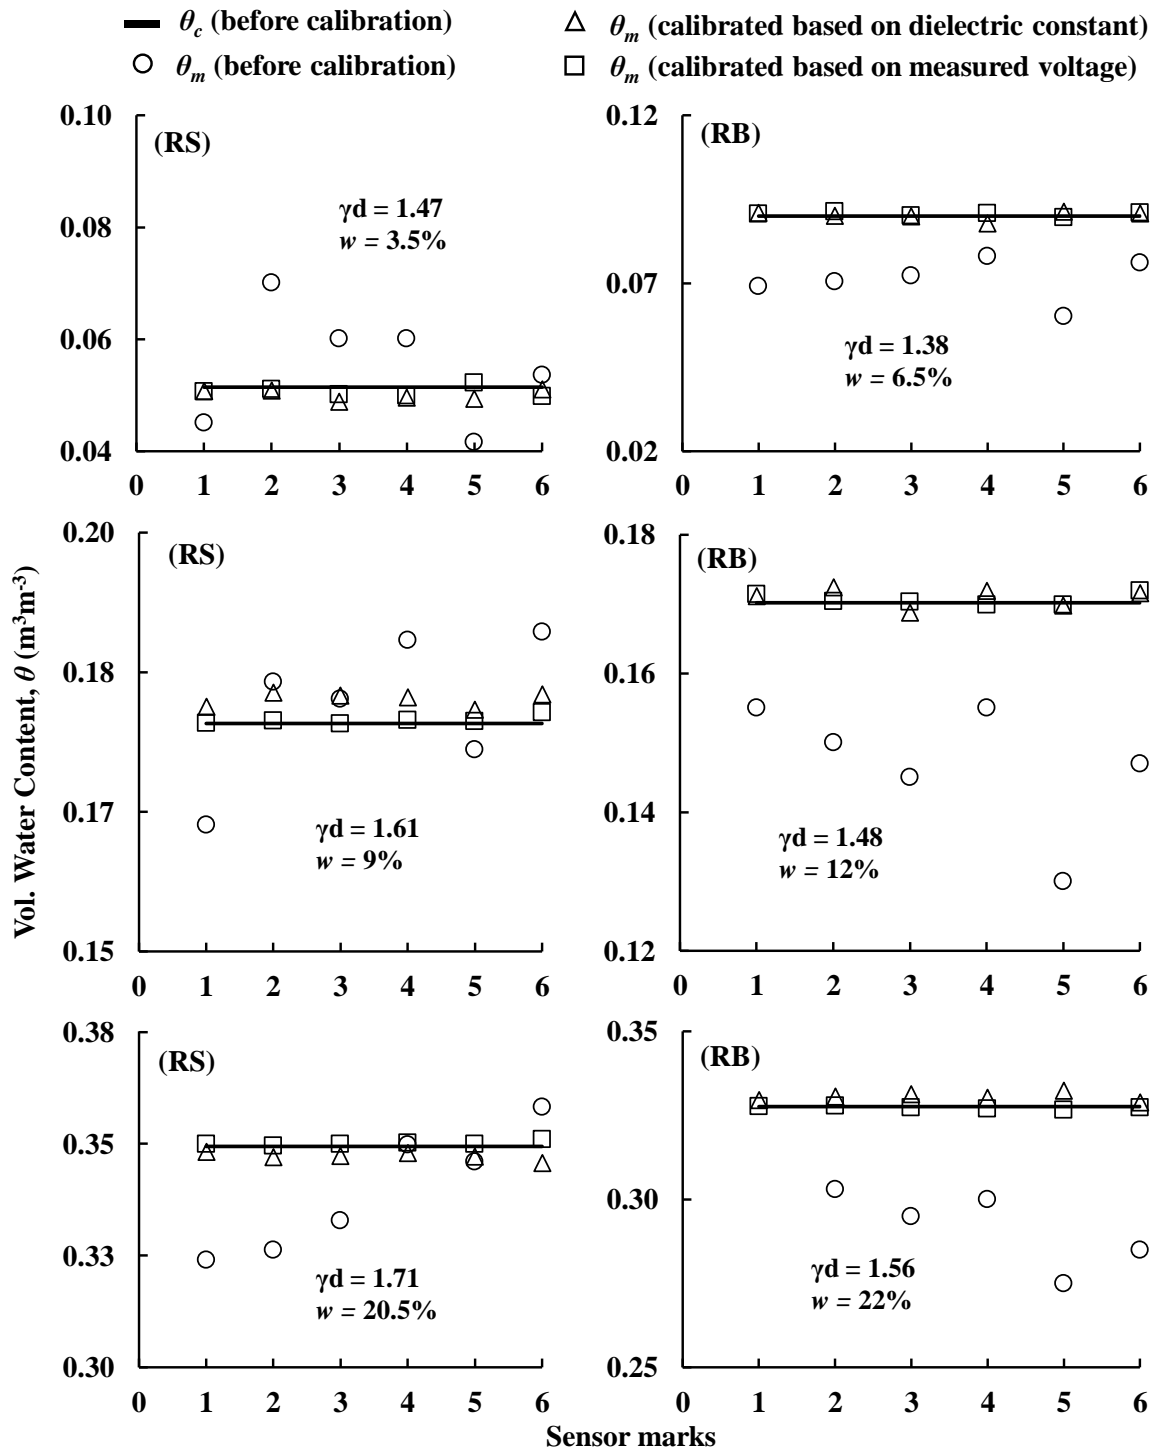 θc (before calibration)
θm (calibrated based on dielectric constant)
θm (before calibration)
θm (calibrated based on measured voltage)
0.10
0.08
0.06
0.04
(RS)
γd = 1.47
w = 3.5%
0 1 2 3 4 5 6
0.12
0.07
0.02
(RB)
γd = 1.38
w = 6.5%
0 1 2 3 4 5 6
Vol. Water Content, θ (m³m⁻³)
0.20
0.18
0.17
0.15
(RS)
γd = 1.61
w = 9%
0 1 2 3 4 5 6
0.18
0.16
0.14
0.12
(RB)
γd = 1.48
w = 12%
0 1 2 3 4 5 6
0.38
0.35
0.33
0.30
(RS)
γd = 1.71
w = 20.5%
0 1 2 3 4 5 6
0.35
0.30
0.25
(RB)
γd = 1.56
w = 22%
0 1 2 3 4 5 6
Sensor marks